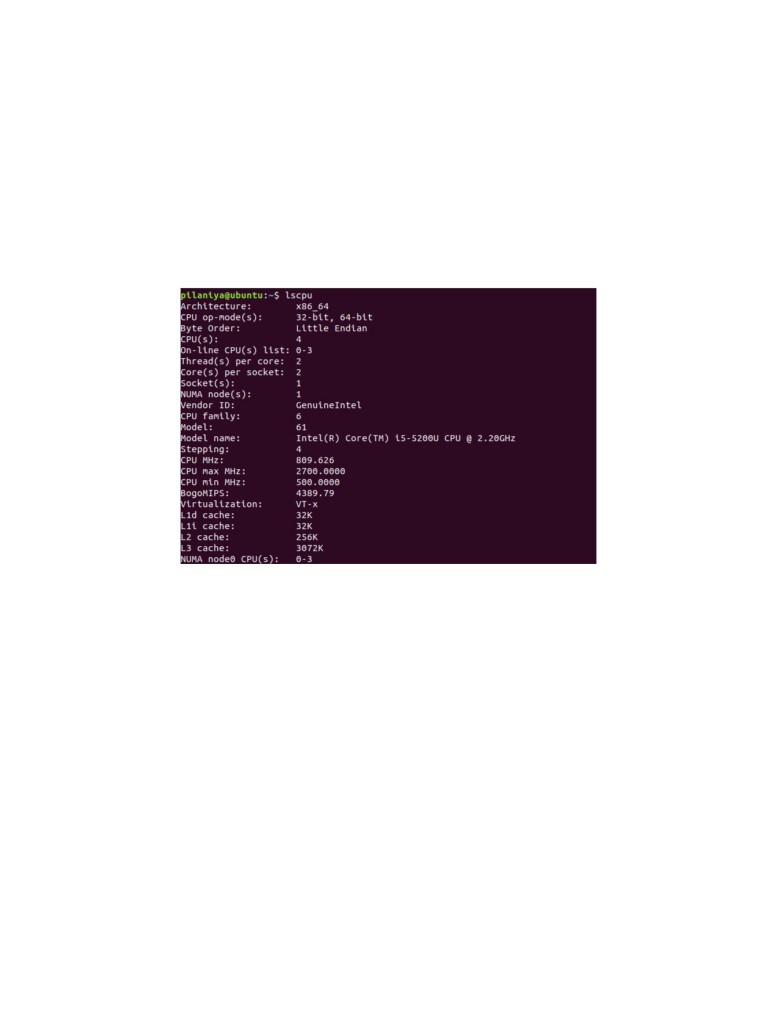 pilaniya@ubuntu:~$ lscpu
Architecture: x86_64
CPU op-mode(s): 32-bit, 64-bit
Byte Order: Little Endian
CPU(s): 4
On-line CPU(s) list: 0-3
Thread(s) per core: 2
Core(s) per socket: 2
Socket(s): 1
NUMA node(s): 1
Vendor ID: GenuineIntel
CPU family: 6
Model: 61
Model name: Intel(R) Core(TM) i5-5200U CPU @ 2.20GHz
Stepping: 4
CPU MHz: 809.626
CPU max MHz: 2700.0000
CPU min MHz: 500.0000
BogoMIPS: 4389.79
Virtualization: VT-x
L1d cache: 32K
L1i cache: 32K
L2 cache: 256K
L3 cache: 3072K
NUMA node0 CPU(s): 0-3